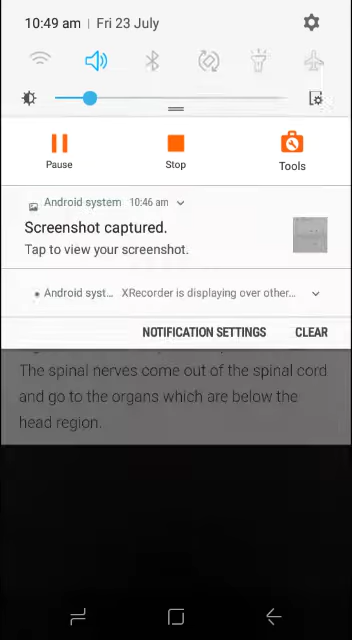 10:49 am | Fri 23 July
Pause
Stop
Tools
Android system 10:46 am
Screenshot captured.
Tap to view your screenshot.
Android syst... XRecorder is displaying over other...
NOTIFICATION SETTINGS CLEAR
The spinal nerves come out of the spinal cord
and go to the organs which are below the
head region.